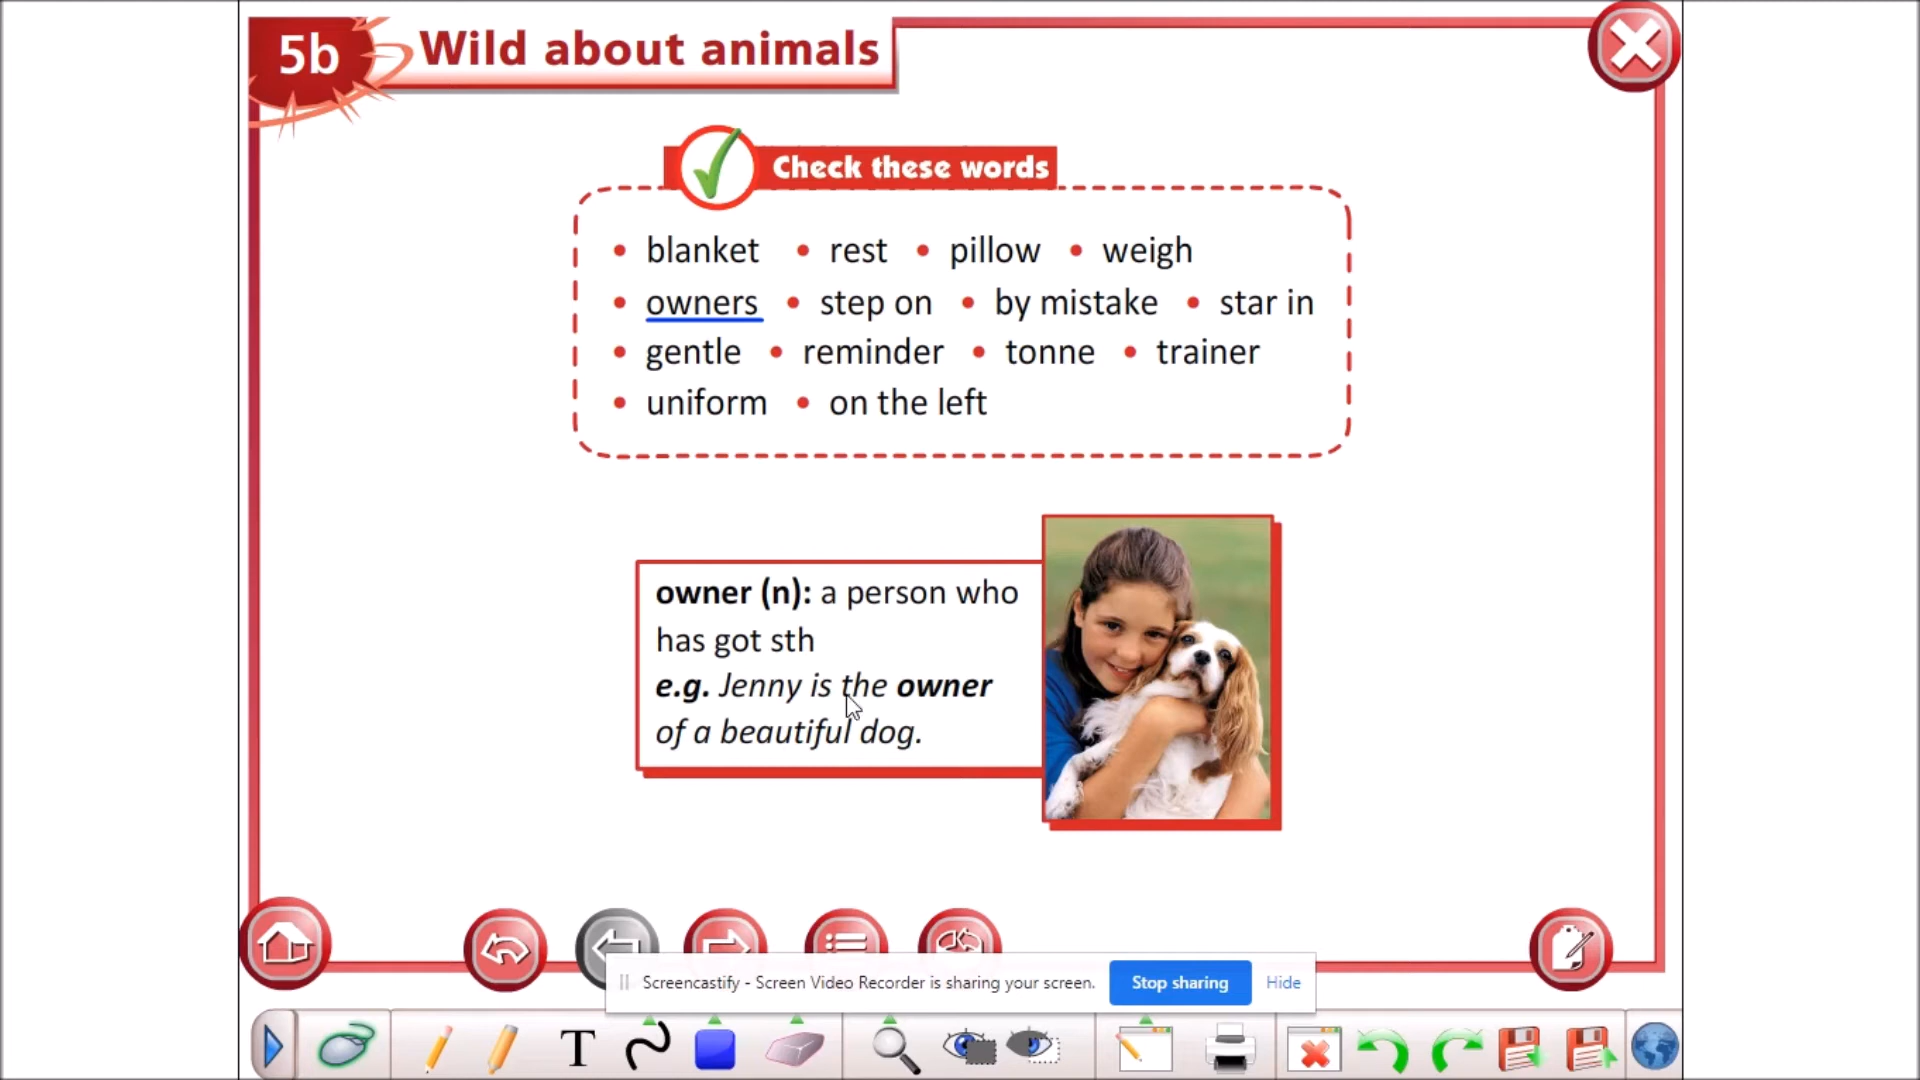 5b Wild about animals
Check these words
• blanket • rest • pillow • weigh
• owners • step on • by mistake • star in
• gentle • reminder • tonne • trainer
• uniform • on the left
owner (n): a person who
has got sth
e.g. Jenny is the owner
of a beautiful dog.
Screencastify - Screen Video Recorder is sharing your screen. Stop sharing Hide
T